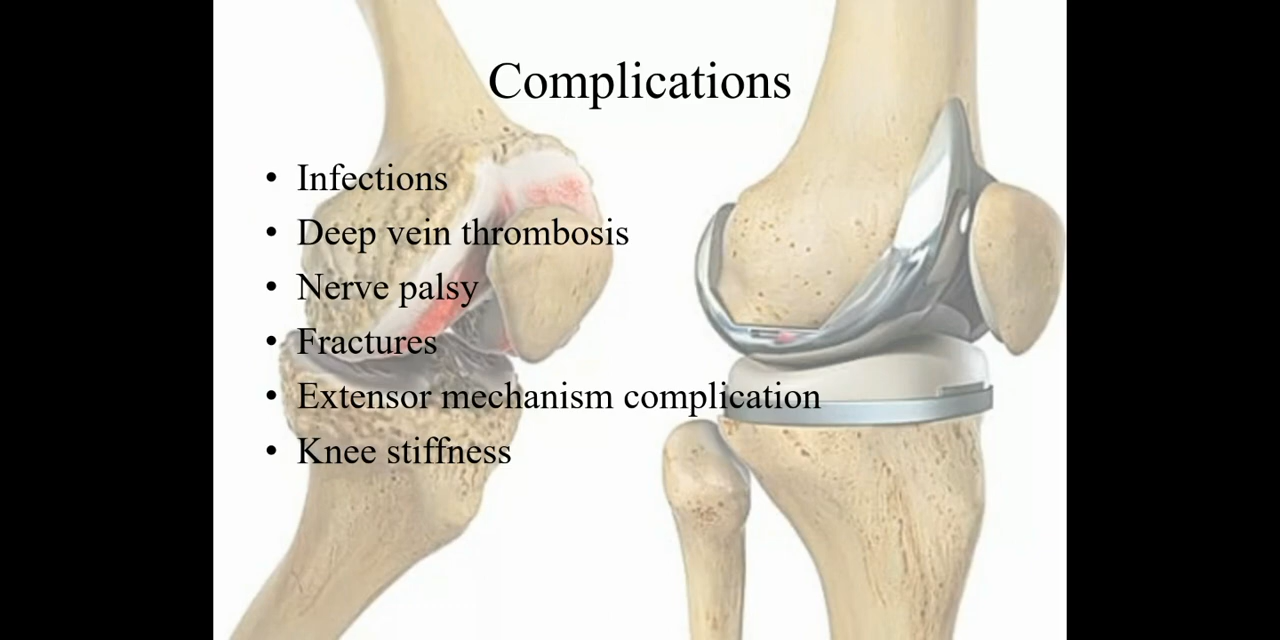 Complications
• Infections
• Deep vein thrombosis
• Nerve palsy
• Fractures
• Extensor mechanism complication
• Knee stiffness